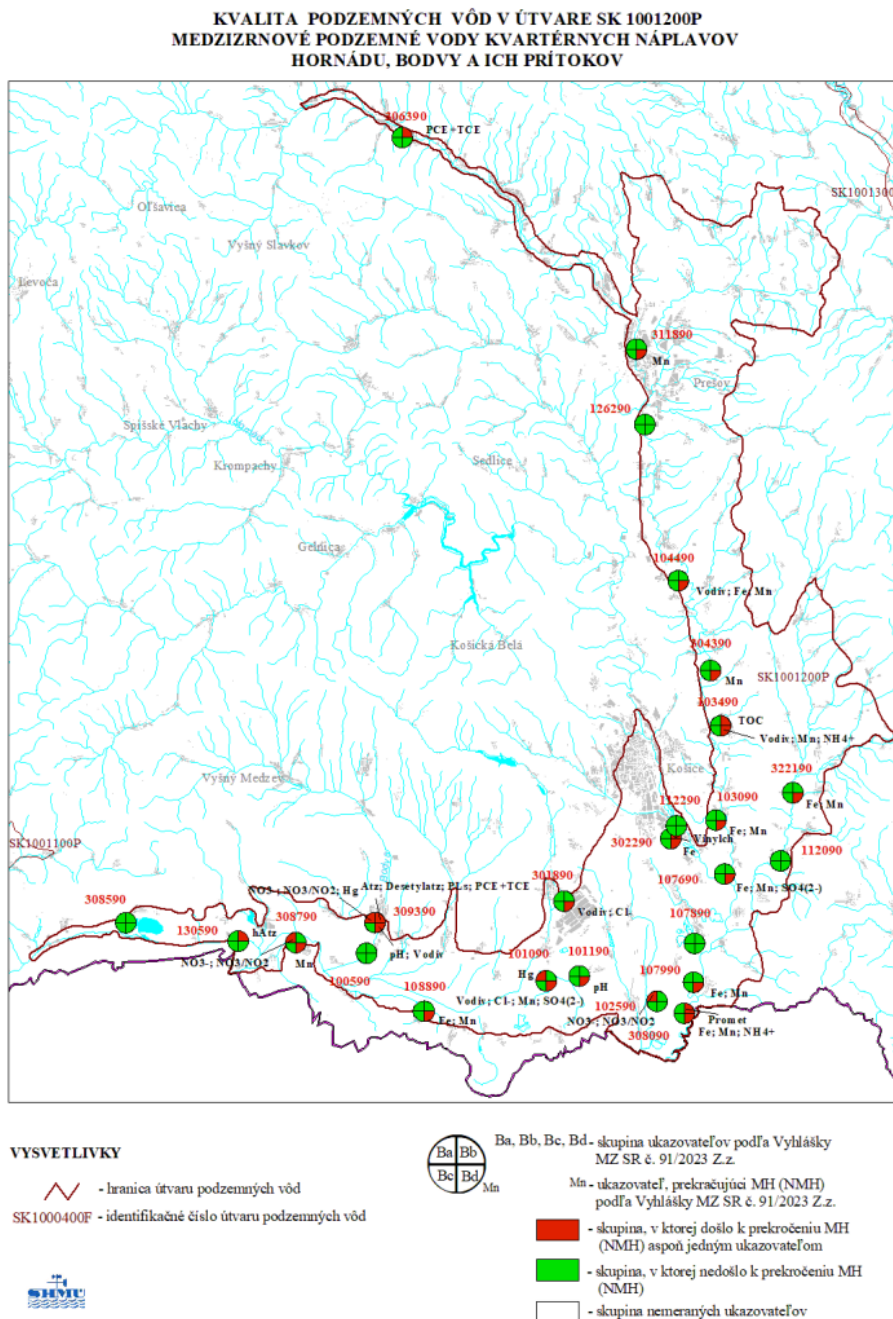 KVALITA PODZEMNÝCH VÔD V ÚTVARE SK 1001200P
MEDZIZRNOVÉ PODZEMNÉ VODY KVARTÉRNYCH NÁPLAVOV
HORNÁDU, BODVY A ICH PRÍTOKOV
306390
PCE+TCE
SK1001300
Oľšavica
Vyšný Slavkov
Levoča
311890
Mn
Prešov
126290
Spišské Vlachy
Krompachy
Sedlice
Gelnica
104490
Vodiv; Fe; Mn
Košická Belá
304390
Mn
SK1001200P
103490
TOC
Vodiv; Mn; NH4+
Vyšný Medzev
Košice
322190
Fe; Mn
112290
103090
Vinylch
Fe; Mn
302290
Fe
112090
SK1001100P
107690
Fe; Mn; SO4(2-)
301890
Vodiv; Cl-
NO3-; NO3/NO2; Hg
Atz; Desetylatz; PLs; PCE+TCE
309390
308590
130590
hAtz
308790
NO3-; NO3/NO2
Mn
pH; Vodiv
100590
107890
101090
101190
Hg
pH
Vodiv; Cl-; Mn; SO4(2-)
107990
Fe; Mn
108890
Fe; Mn
102590
NO3-; NO3/NO2
Promet
308090
Fe; Mn; NH4+
VYSVETLIVKY
- hranica útvaru podzemných vôd
SK1000400F - identifikačné číslo útvaru podzemných vôd
SHMÚ
Ba Bb
Bc Bd
Mn
Ba, Bb, Bc, Bd - skupina ukazovateľov podľa Vyhlášky
MZ SR č. 91/2023 Z.z.
Mn - ukazovateľ, prekračujúci MH (NMH)
podľa Vyhlášky MZ SR č. 91/2023 Z.z.
- skupina, v ktorej došlo k prekročeniu MH
(NMH) aspoň jedným ukazovateľom
- skupina, v ktorej nedošlo k prekročeniu MH
(NMH)
- skupina nemeraných ukazovateľov